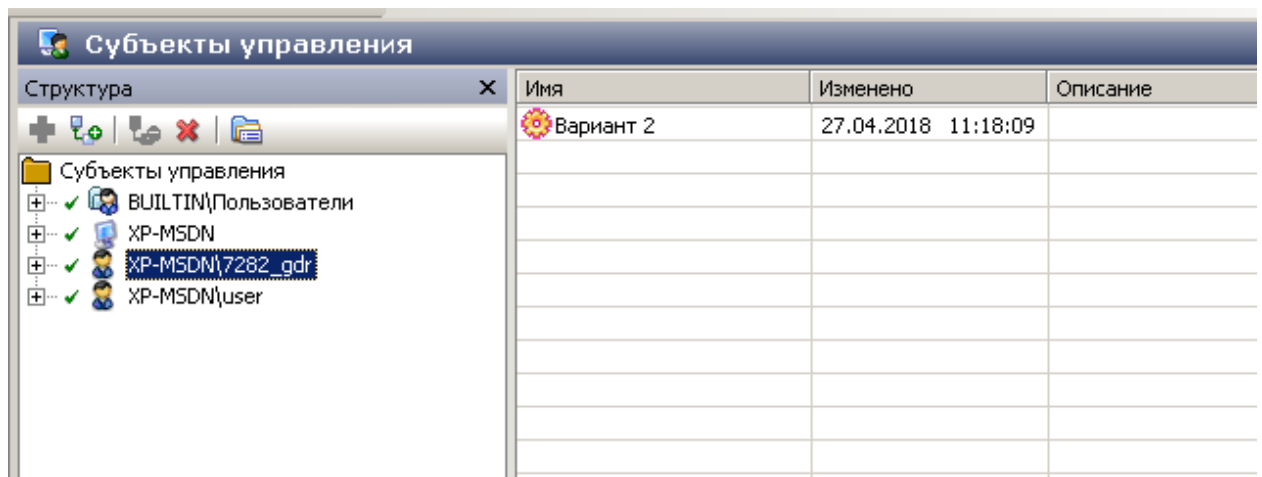 Субъекты управления
Структура
Имя Изменено Описание
Вариант 2 27.04.2018 11:18:09
Субъекты управления
BUILTIN\Пользователи
XP-MSDN
XP-MSDN\7282_gdr
XP-MSDN\user